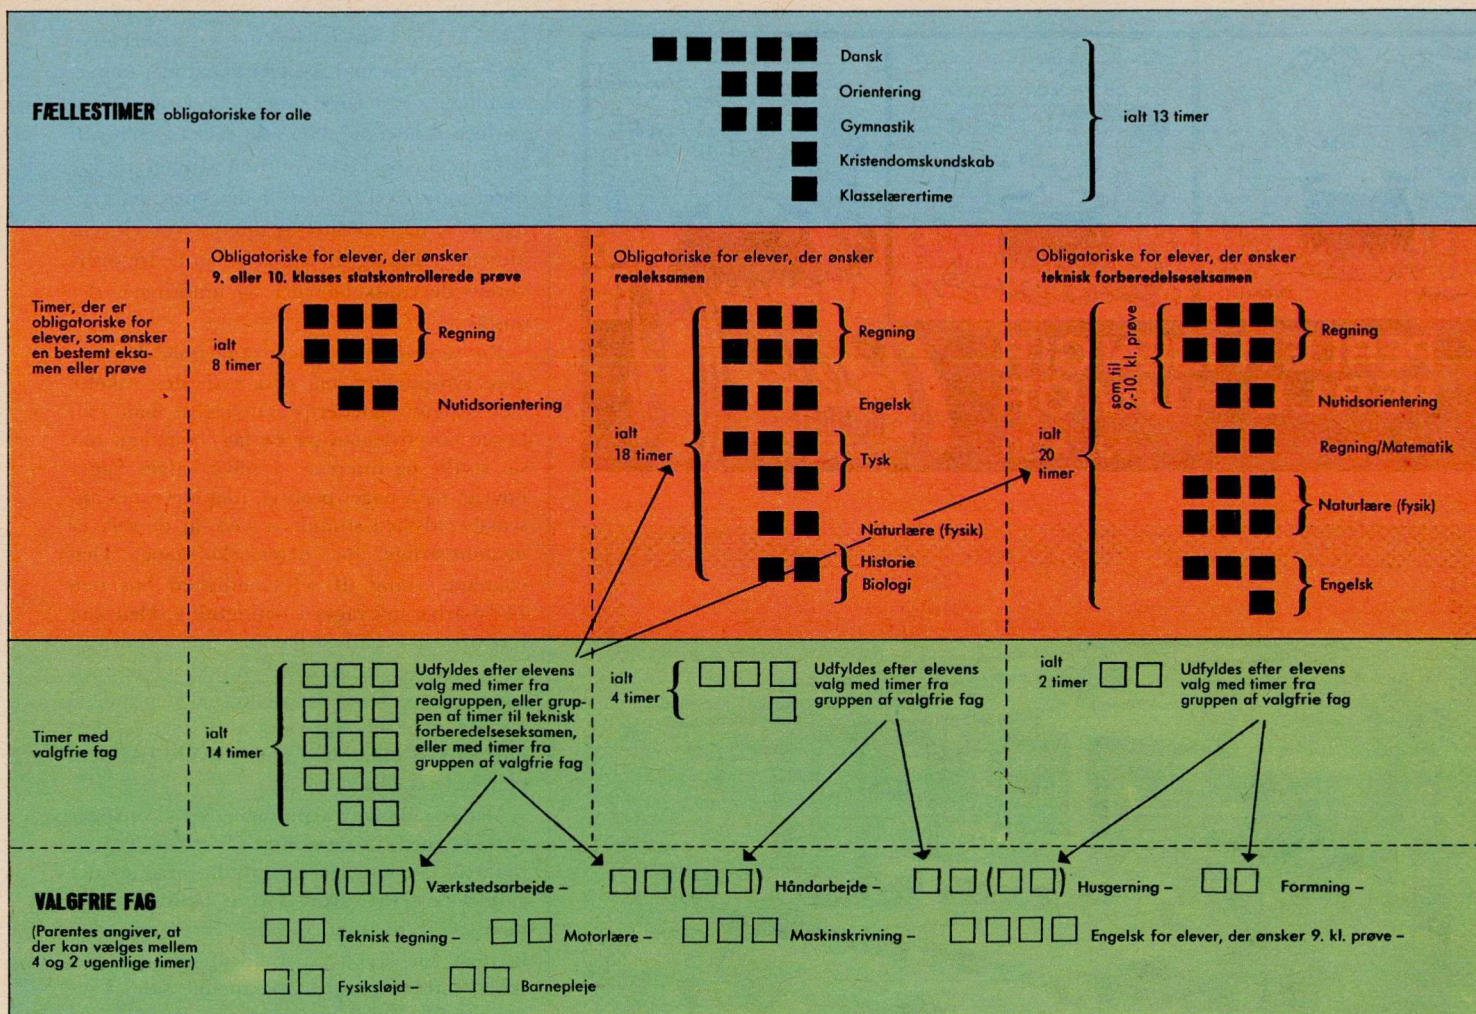 FÆLLESTIMER obligatoriske for alle
Dansk
Orientering
Gymnastik
Kristendomskundskab
Klasselærertime
ialt 13 timer
Timer, der er
obligatoriske for
elever, som ønsker
en bestemt eksa-
men eller prøve
Obligatoriske for elever, der ønsker
9. eller 10. klasses statskontrollerede prøve
ialt
8 timer
Regning
Nutidsorientering
Obligatoriske for elever, der ønsker
realeksamen
ialt
18 timer
Regning
Engelsk
Tysk
Naturlære (fysik)
Historie
Biologi
Obligatoriske for elever, der ønsker
teknisk forberedelseseksamen
ialt
20
timer
som til
9.-10. kl. prøve
Regning
Nutidsorientering
Regning/Matematik
Naturlære (fysik)
Engelsk
Timer med
valgfrie fag
ialt
14 timer
Udfyldes efter elevens
valg med timer fra
realgruppen, eller grup-
pen af timer til teknisk
forberedelseseksamen,
eller med timer fra
gruppen af valgfrie fag
ialt
4 timer
Udfyldes efter elevens
valg med timer fra
gruppen af valgfrie fag
ialt
2 timer
Udfyldes efter elevens
valg med timer fra
gruppen af valgfrie fag
VALGFRIE FAG
(Parentes angiver, at
der kan vælges mellem
4 og 2 ugentlige timer)
( ) Værkstedsarbejde – ( ) Håndarbejde – ( ) Husgerning – Formning –
Teknisk tegning – Motorlære – Maskinskrivning – Engelsk for elever, der ønsker 9. kl. prøve –
Fysiksløjd – Barnepleje